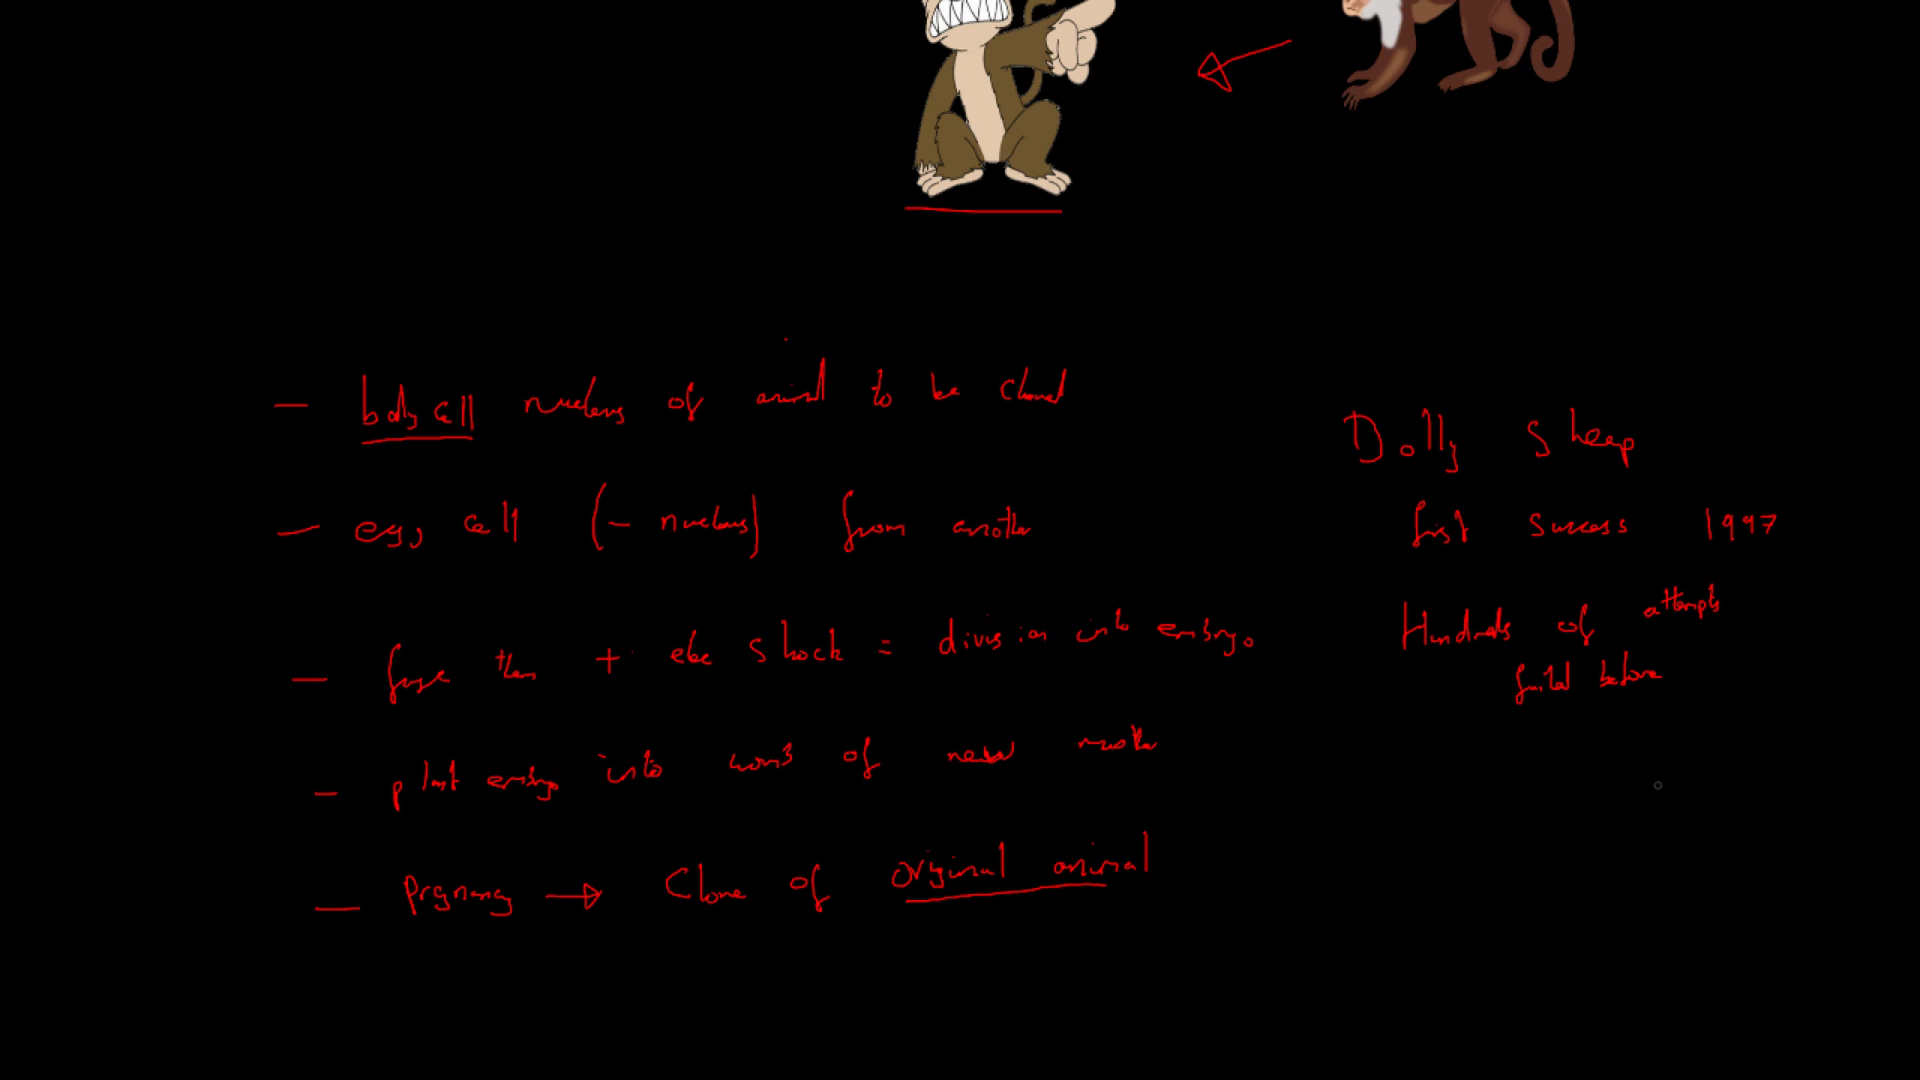 - body cell nucleus of animal to be cloned
- egg cell (- nucleus) from another
- fuse them + elec shock = division into embryo
- plant embryo into womb of new mother
- Pregnancy → Clone of original animal
Dolly Sheep
first success 1997
Hundreds of attempts
failed before